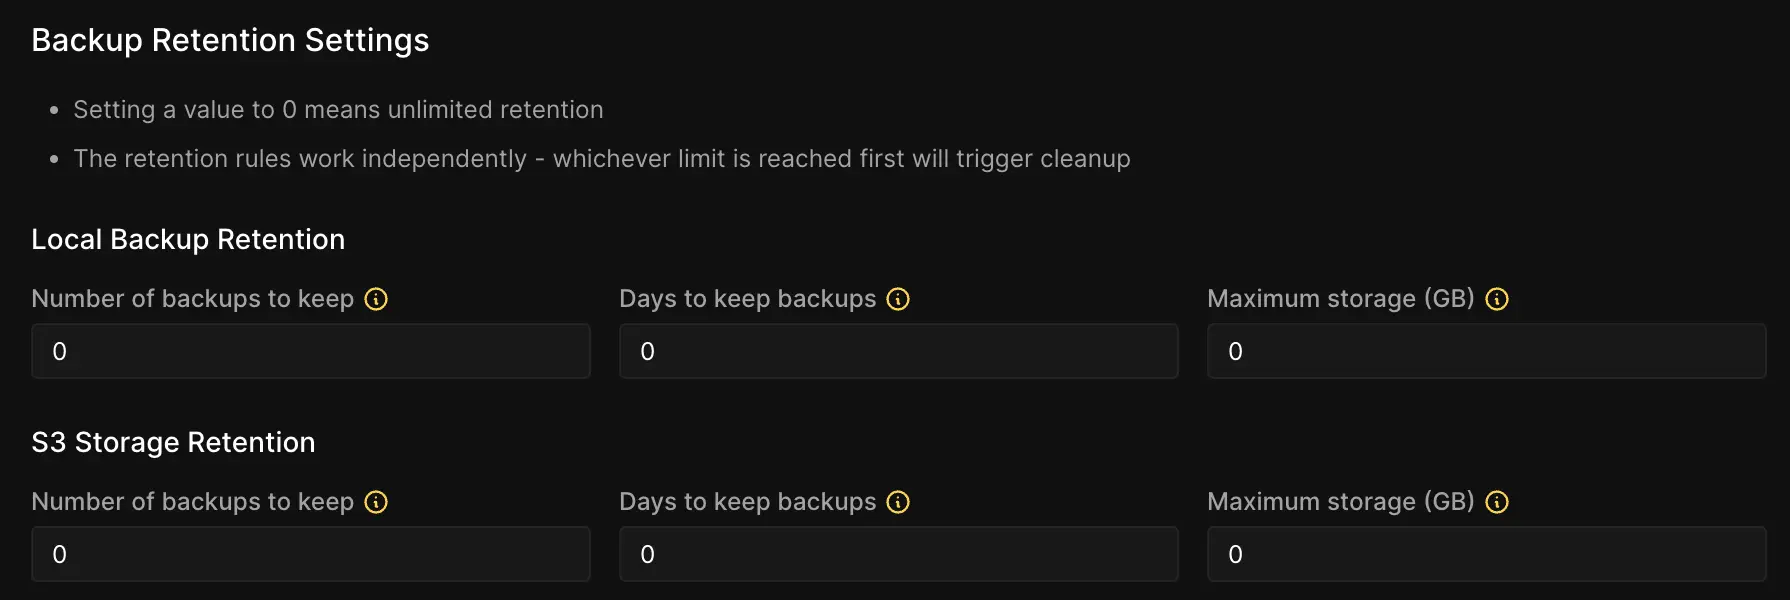 Backup Retention Settings
• Setting a value to 0 means unlimited retention
• The retention rules work independently - whichever limit is reached first will trigger cleanup
Local Backup Retention
Number of backups to keep Days to keep backups Maximum storage (GB)
0 0 0
S3 Storage Retention
Number of backups to keep Days to keep backups Maximum storage (GB)
0 0 0